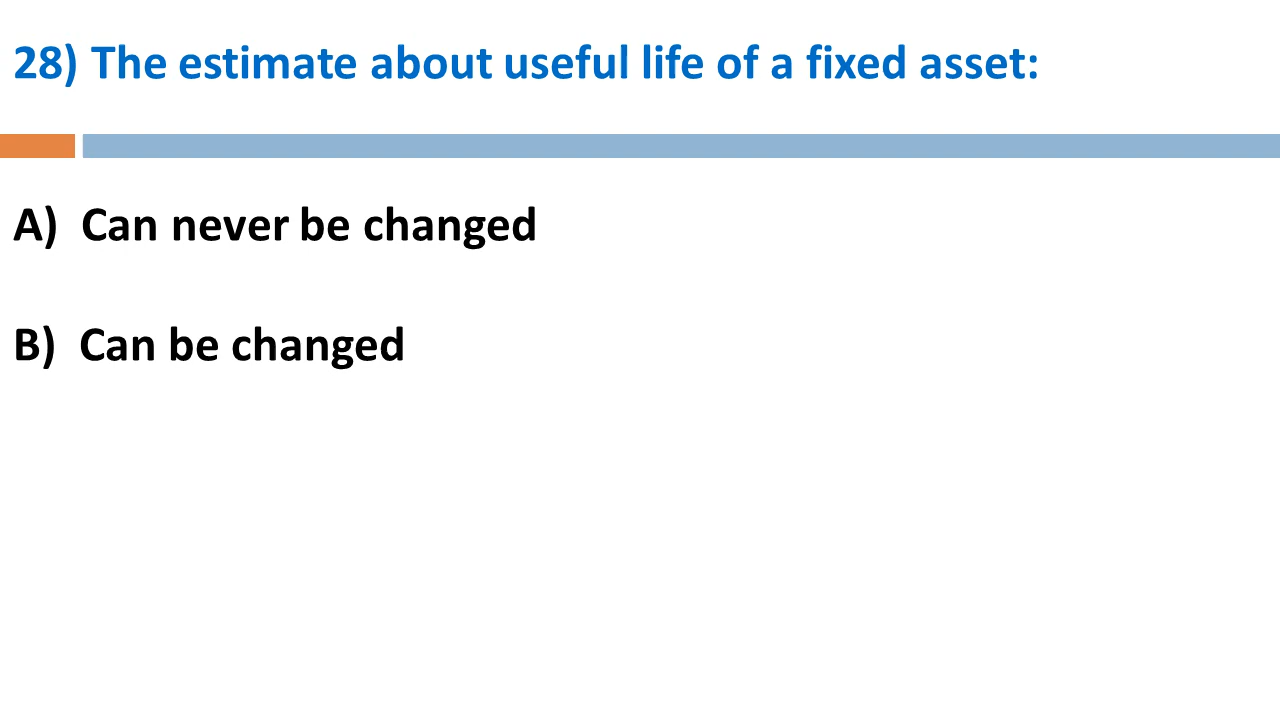 28) The estimate about useful life of a fixed asset:
A) Can never be changed
B) Can be changed